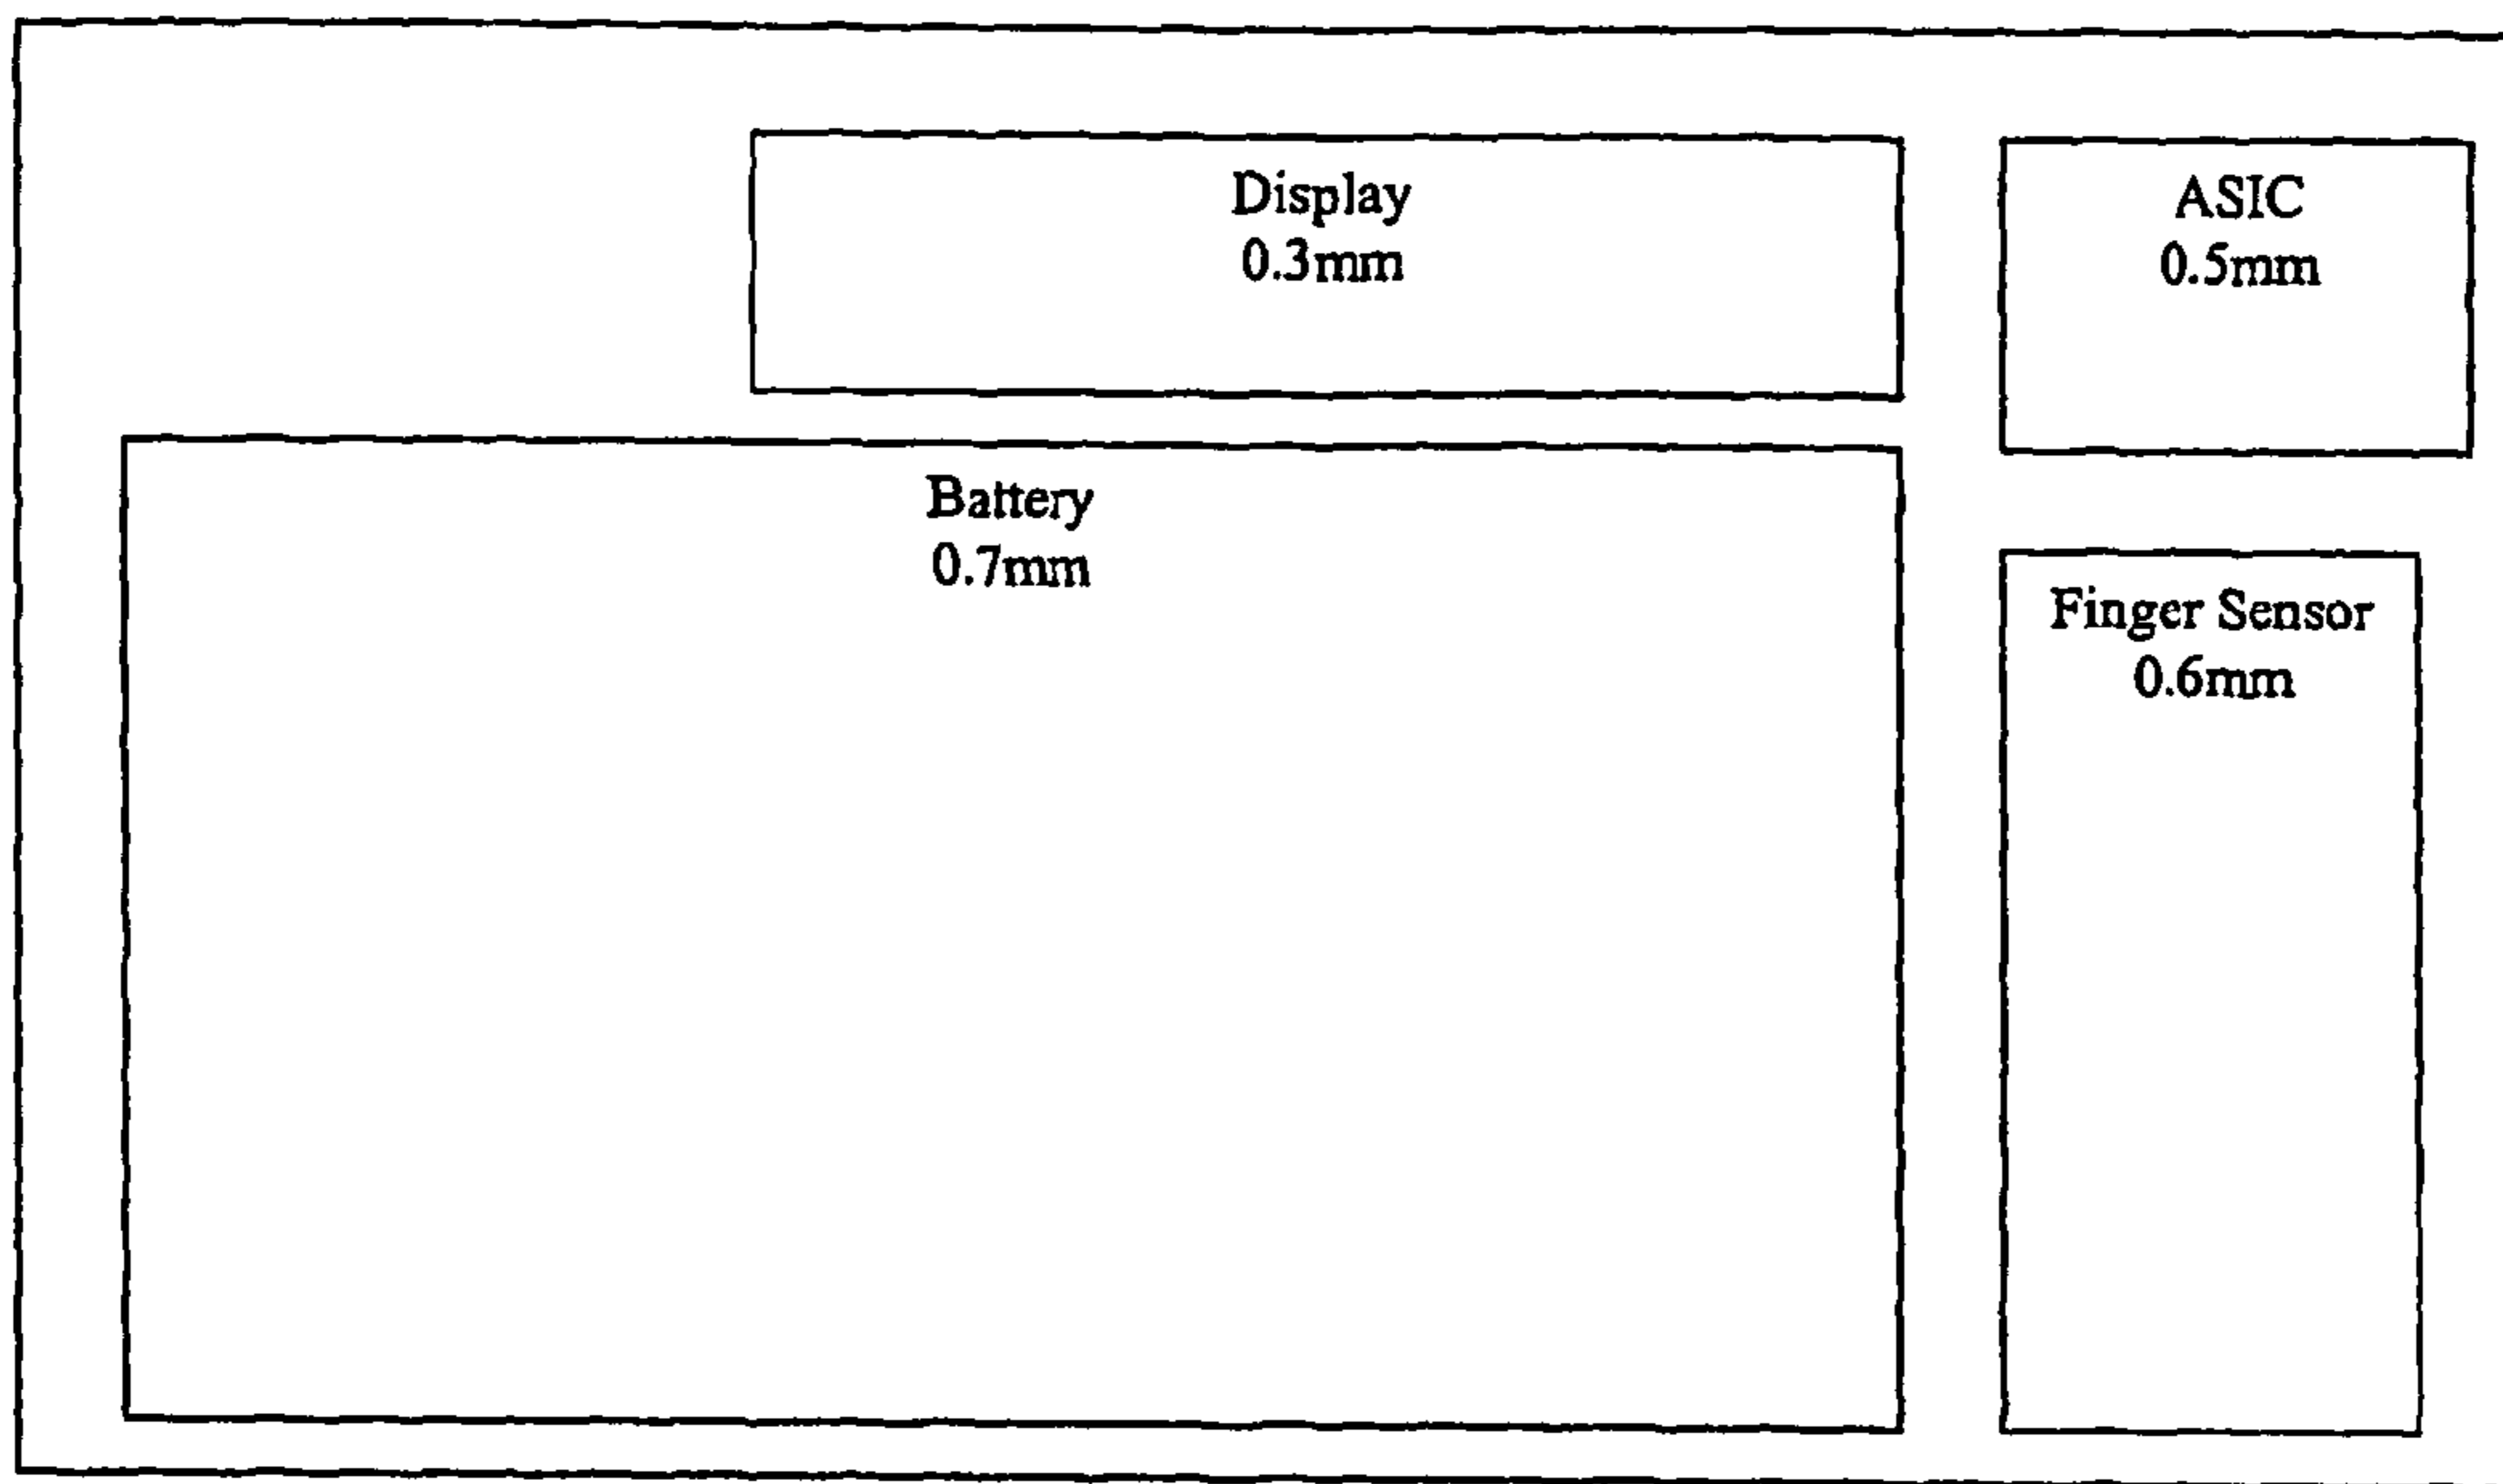 Display
0.3mm
ASIC
0.5mm
Battery
0.7mm
Finger Sensor
0.6mm